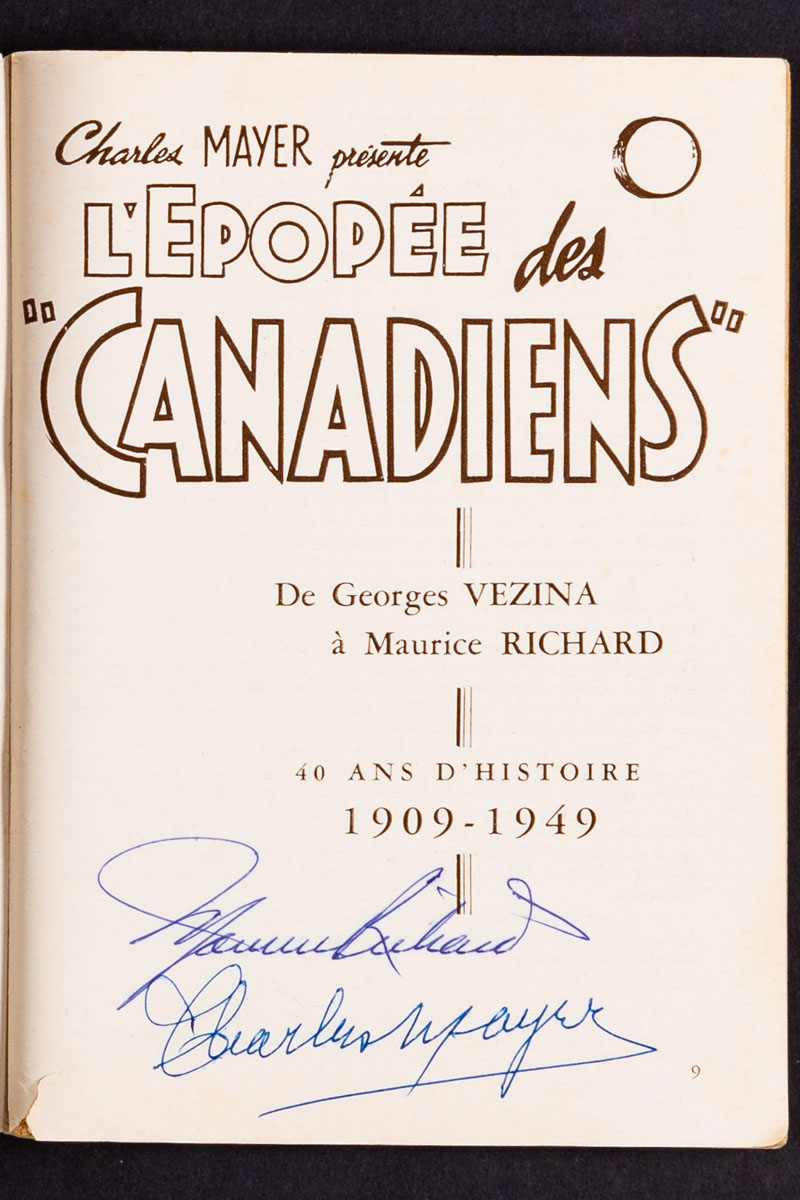 Charles MAYER présente
L'EPOPÉE des
"CANADIENS"
De Georges VEZINA
à Maurice RICHARD
40 ANS D'HISTOIRE
1909-1949
Maurice Richard
Charles Mayer
9